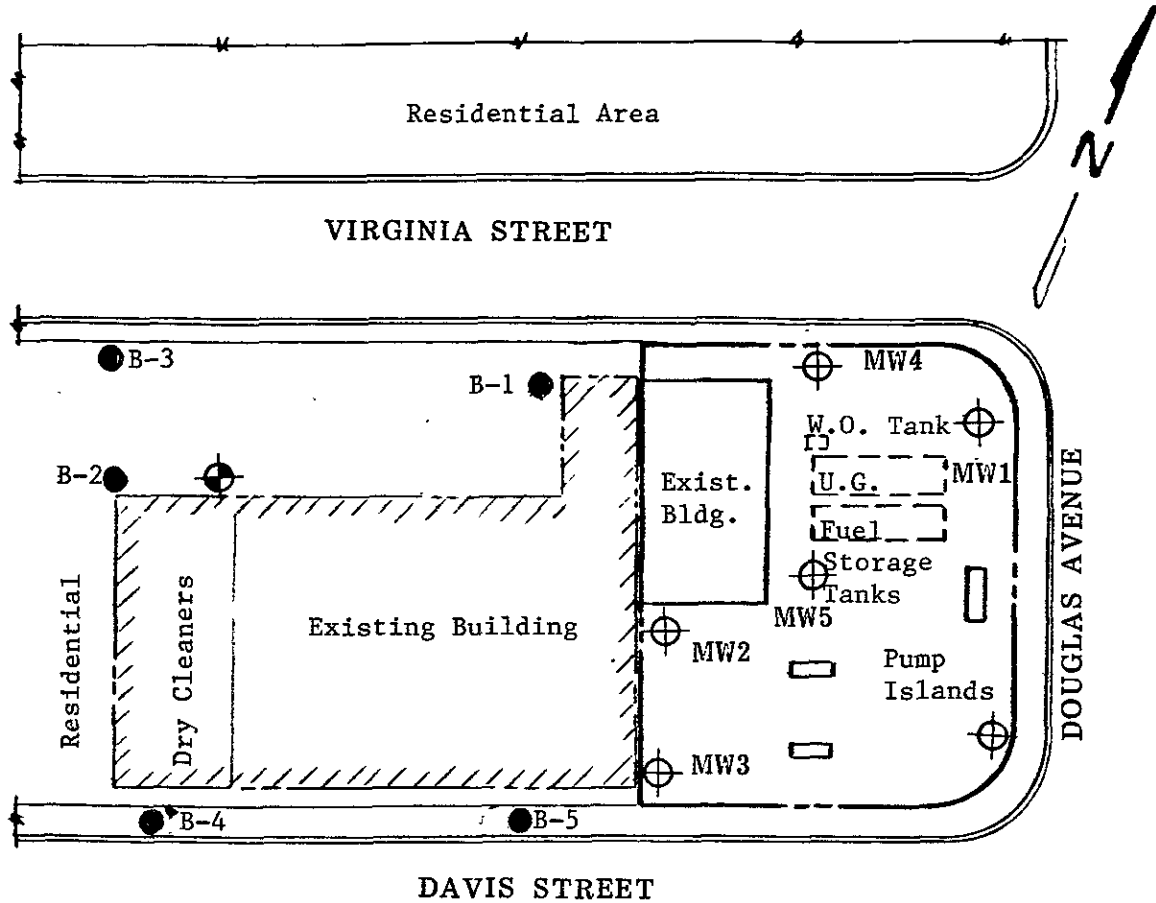 Residential Area
N
VIRGINIA STREET
B-3
B-1
MW4
W.O. Tank
B-2
MW1
Exist.
Bldg.
U.G.
Fuel
Storage
Tanks
MW5
DOUGLAS AVENUE
Residential
Dry Cleaners
Existing Building
MW2
Pump
Islands
MW3
B-4
B-5
DAVIS STREET